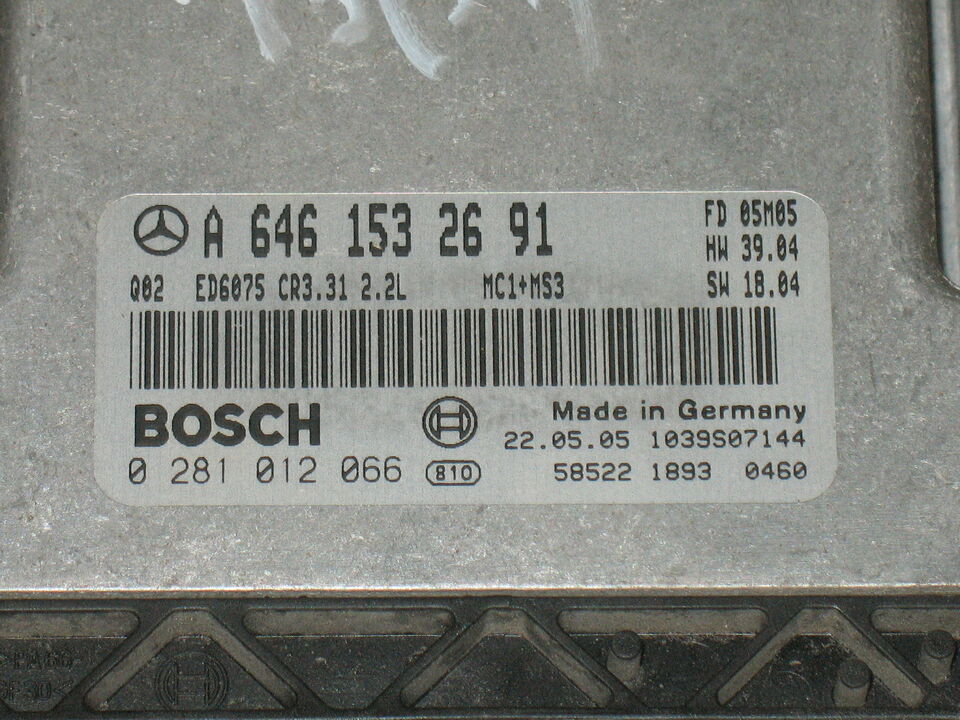 A 646 153 26 91
FD 05M05
HW 39.04
Q02 ED6075 CR3.31 2.2L MC1+MS3 SW 18.04
BOSCH
Made in Germany
22.05.05 1039S07144
0 281 012 066 810 58522 1893 0460